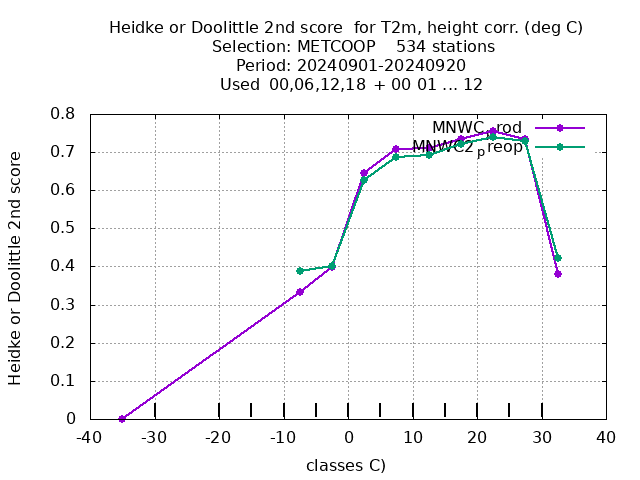 Heidke or Doolittle 2nd score  for T2m, height corr. (deg C)
Selection: METCOOP    534 stations
Period: 20240901-20240920
Used  00,06,12,18 + 00 01 ... 12
Heidke or Doolittle 2nd score
0.8
0.7
0.6
0.5
0.4
0.3
0.2
0.1
0
MNWC_prod
MNWC2_preop
-40 -30 -20 -10 0 10 20 30 40
classes C)